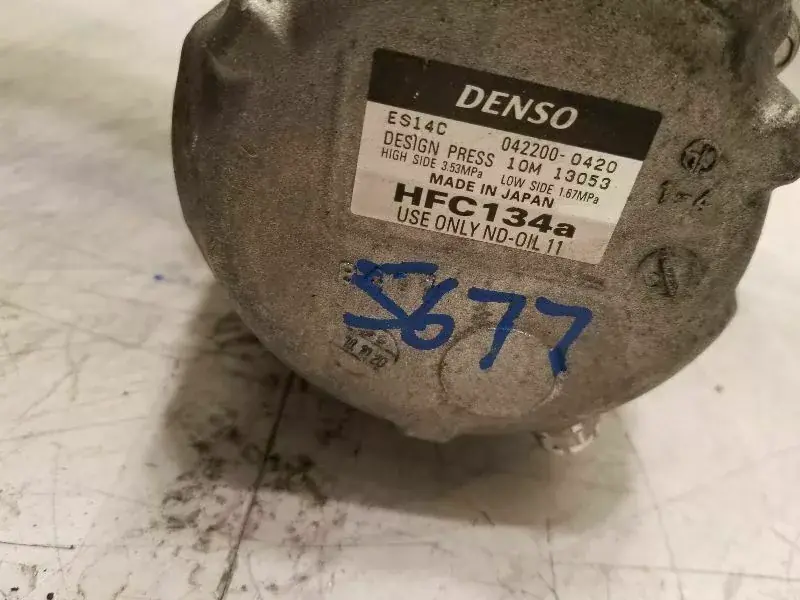 DENSO
ES14C 042200-0420
DESIGN PRESS 10M 13053
HIGH SIDE 3.53MPa LOW SIDE 1.67MPa
MADE IN JAPAN
HFC134a
USE ONLY ND-OIL 11
5677